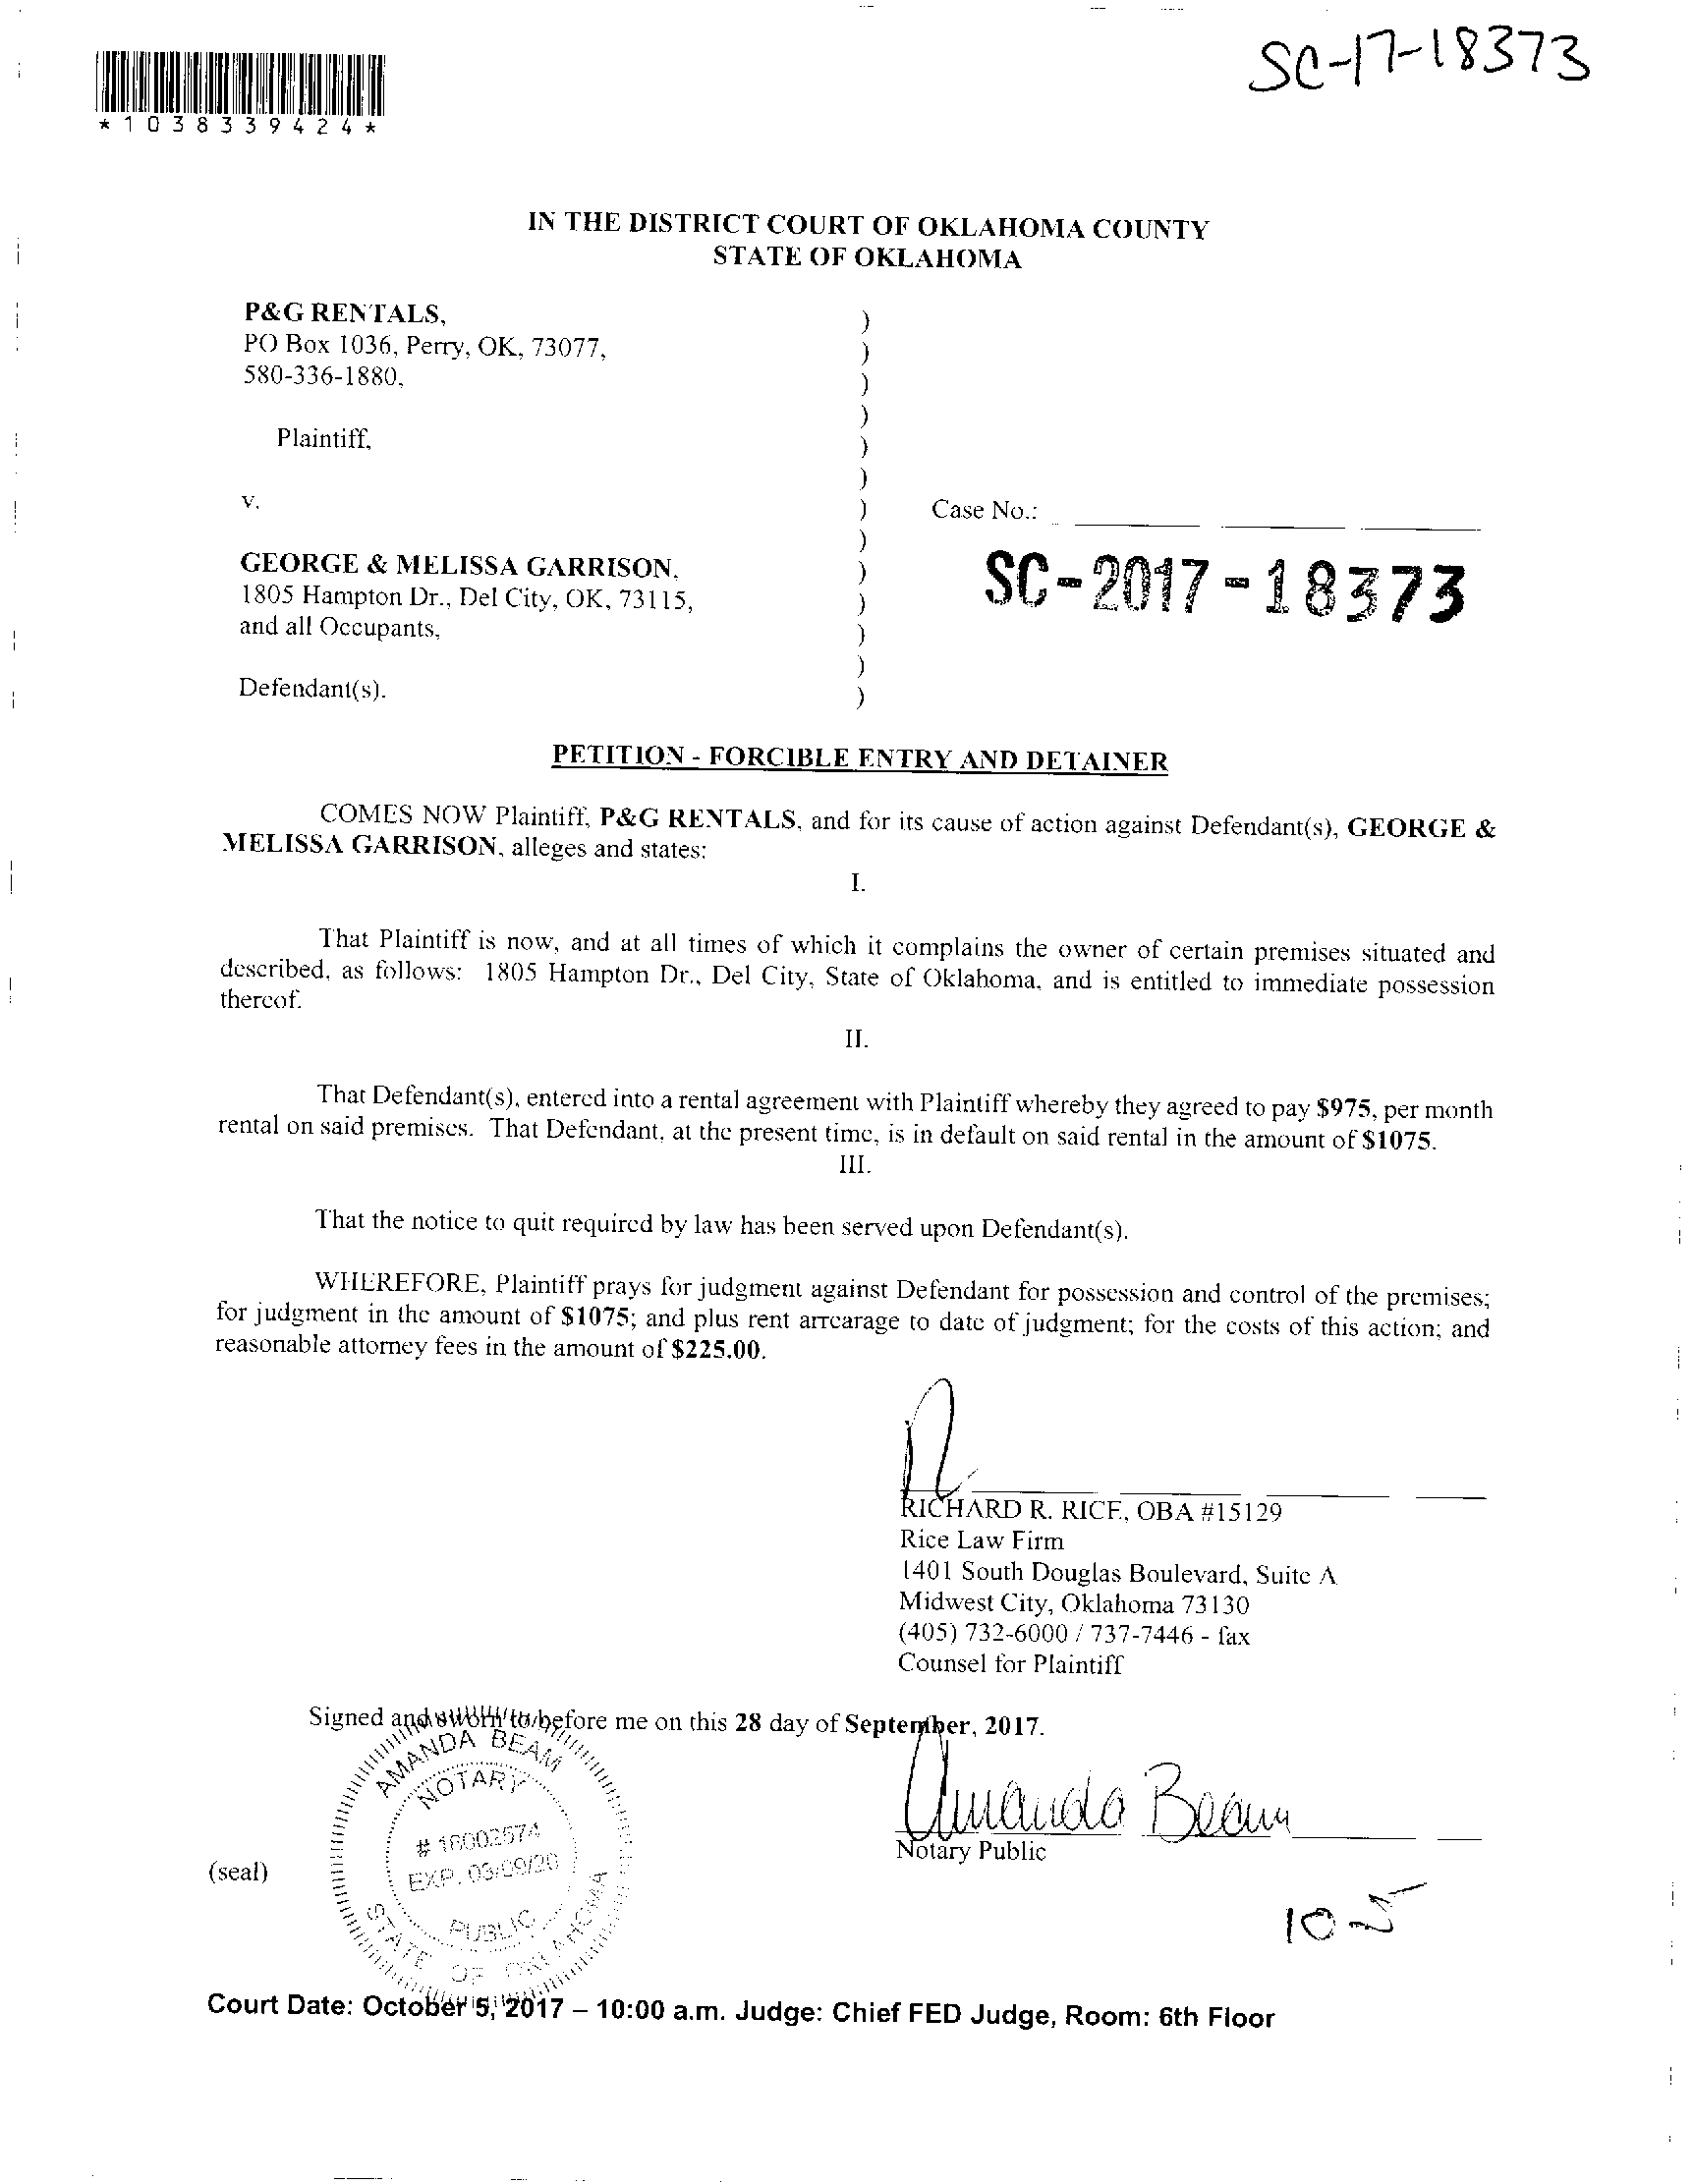 SC-17-18373
*1038339424*
IN THE DISTRICT COURT OF OKLAHOMA COUNTY
STATE OF OKLAHOMA
P&G RENTALS, )
PO Box 1036, Perry, OK, 73077, )
580-336-1880, )
)
Plaintiff, )
)
v. ) Case No.:
)
GEORGE & MELISSA GARRISON, ) SC-2017-18373
1805 Hampton Dr., Del City, OK, 73115, )
and all Occupants, )
)
Defendant(s). )
PETITION - FORCIBLE ENTRY AND DETAINER
COMES NOW Plaintiff, P&G RENTALS, and for its cause of action against Defendant(s), GEORGE &
MELISSA GARRISON, alleges and states:
I.
That Plaintiff is now, and at all times of which it complains the owner of certain premises situated and
described, as follows: 1805 Hampton Dr., Del City, State of Oklahoma, and is entitled to immediate possession
thereof.
II.
That Defendant(s), entered into a rental agreement with Plaintiff whereby they agreed to pay $975, per month
rental on said premises. That Defendant, at the present time, is in default on said rental in the amount of $1075.
III.
That the notice to quit required by law has been served upon Defendant(s).
WHEREFORE, Plaintiff prays for judgment against Defendant for possession and control of the premises;
for judgment in the amount of $1075; and plus rent arrearage to date of judgment; for the costs of this action; and
reasonable attorney fees in the amount of $225.00.
RICHARD R. RICE, OBA #15129
Rice Law Firm
1401 South Douglas Boulevard, Suite A
Midwest City, Oklahoma 73130
(405) 732-6000 / 737-7446 - fax
Counsel for Plaintiff
Signed and sworn to before me on this 28 day of September, 2017.
AMANDA BEAM
NOTARY
# 16002574
EXP. 03/09/20
PUBLIC
STATE OF OKLAHOMA
Amanda Beam
Notary Public
(seal)
10-5
Court Date: October 5, 2017 – 10:00 a.m. Judge: Chief FED Judge, Room: 6th Floor